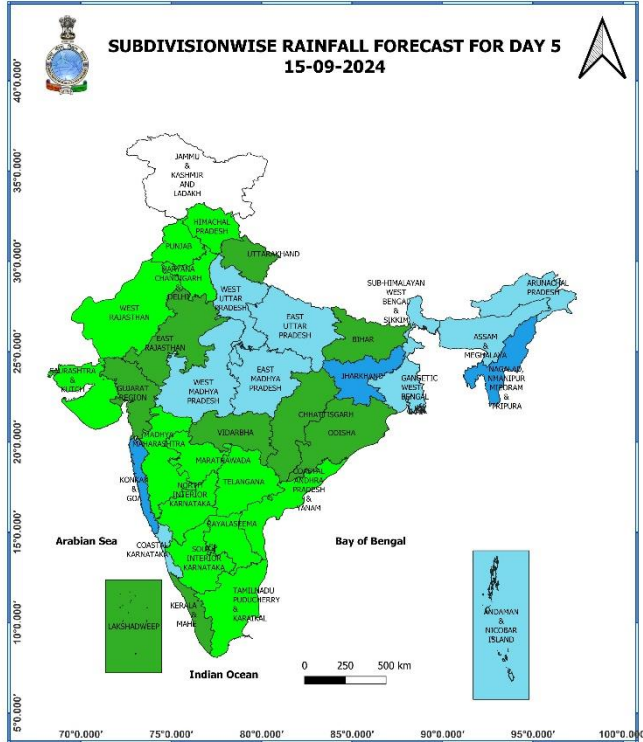 SUBDIVISIONWISE RAINFALL FORECAST FOR DAY 5
15-09-2024
40°0.000'
35°0.000'
30°0.000'
25°0.000'
20°0.000'
15°0.000'
10°0.000'
5°0.000'
JAMMU
&
KASHMIR
AND
LADAKH
HIMACHAL
PRADESH
PUNJAB
UTTARAKHAND
HARYANA
CHANDIGARH
&
DELHI
WEST
UTTAR
PRADESH
SUB-HIMALAYAN
WEST
BENGAL
&
SIKKIM
ARUNACHAL
PRADESH
WEST
RAJASTHAN
EAST
UTTAR
PRADESH
EAST
RAJASTHAN
BIHAR
ASSAM
&
MEGHALAYA
SAURASHTRA
&
KUTCH
GUJARAT
REGION
WEST
MADHYA
PRADESH
EAST
MADHYA
PRADESH
JHARKHAND
GANGETIC
WEST
BENGAL
TRIPURA
CHHATTISGARH
VIDARBHA
ODISHA
MADHYA
MAHARASHTRA
MARATHAWADA
KONKAN
&
GOA
NORTH
INTERIOR
KARNATAKA
TELANGANA
COASTAL
ANDHRA
PRADESH
&
YANAM
RAYALASEEMA
Arabian Sea
COASTAL
KARNATAKA
SOUTH
INTERIOR
KARNATAKA
Bay of Bengal
LAKSHADWEEP
KERALA
MAHE
TAMILNADU
PUDUCHERRY
&
KARAIKAL
ANDAMAN
&
NICOBAR
ISLAND
Indian Ocean
0 250 500 km
70°0.000' 75°0.000' 80°0.000' 85°0.000' 90°0.000' 95°0.000' 100°0.000'